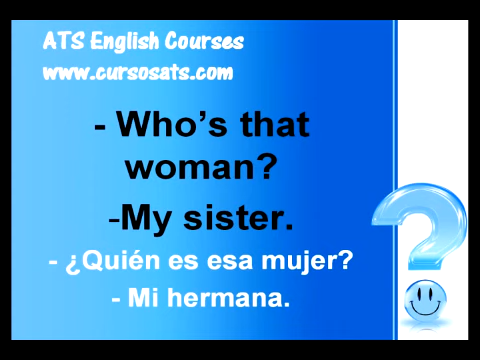 ATS English Courses
www.cursosats.com
- Who’s that
woman?
-My sister.
- ¿Quién es esa mujer?
- Mi hermana.